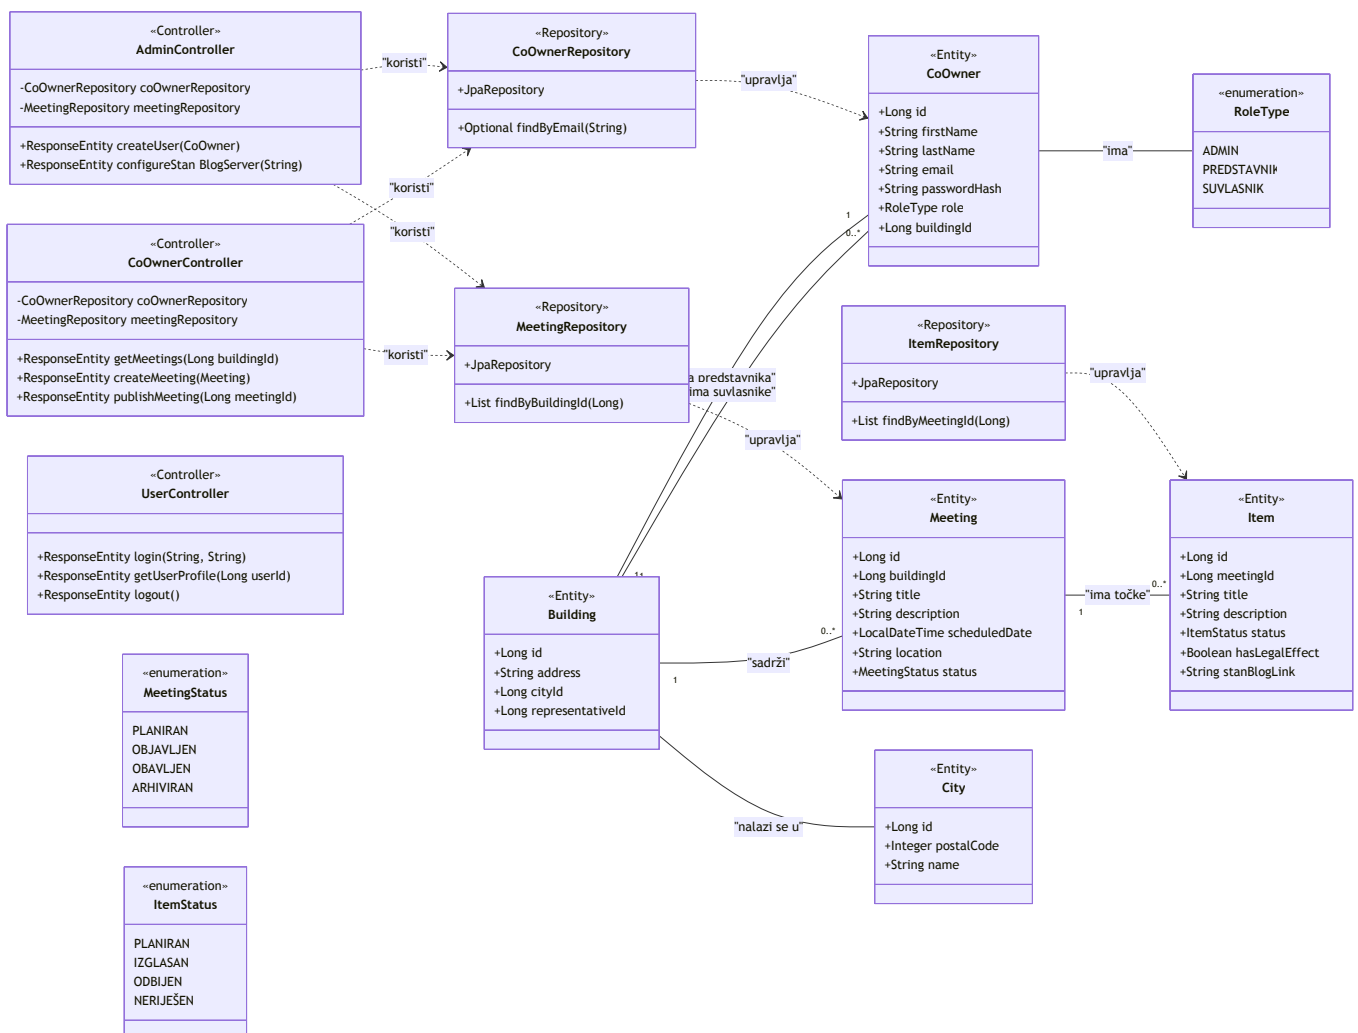 «Controller»
AdminController
-CoOwnerRepository coOwnerRepository
-MeetingRepository meetingRepository
+ResponseEntity createUser(CoOwner)
+ResponseEntity configureStan BlogServer(String)
"koristi"
«Repository»
CoOwnerRepository
+JpaRepository
+Optional findByEmail(String)
"upravlja"
«Entity»
CoOwner
+Long id
+String firstName
+String lastName
+String email
+String passwordHash
+RoleType role
+Long buildingId
"ima"
«enumeration»
RoleType
ADMIN
PREDSTAVNIK
SUVLASNIK
"koristi"
"koristi"
1
0..*
«Controller»
CoOwnerController
-CoOwnerRepository coOwnerRepository
-MeetingRepository meetingRepository
+ResponseEntity getMeetings(Long buildingId)
+ResponseEntity createMeeting(Meeting)
+ResponseEntity publishMeeting(Long meetingId)
"koristi"
«Repository»
MeetingRepository
+JpaRepository
+List findByBuildingId(Long)
a predstavnika"
ima suvlasnike"
"upravlja"
«Repository»
ItemRepository
+JpaRepository
+List findByMeetingId(Long)
"upravlja"
«Controller»
UserController
+ResponseEntity login(String, String)
+ResponseEntity getUserProfile(Long userId)
+ResponseEntity logout()
«Entity»
Meeting
+Long id
+Long buildingId
+String title
+String description
+LocalDateTime scheduledDate
+String location
+MeetingStatus status
"ima točke"
0..*
1
«Entity»
Item
+Long id
+Long meetingId
+String title
+String description
+ItemStatus status
+Boolean hasLegalEffect
+String stanBlogLink
11
«Entity»
Building
+Long id
+String address
+Long cityId
+Long representativeId
0..*
"sadrži"
1
«enumeration»
MeetingStatus
PLANIRAN
OBJAVLJEN
OBAVLJEN
ARHIVIRAN
"nalazi se u"
«Entity»
City
+Long id
+Integer postalCode
+String name
«enumeration»
ItemStatus
PLANIRAN
IZGLASAN
ODBIJEN
NERIJEŠEN